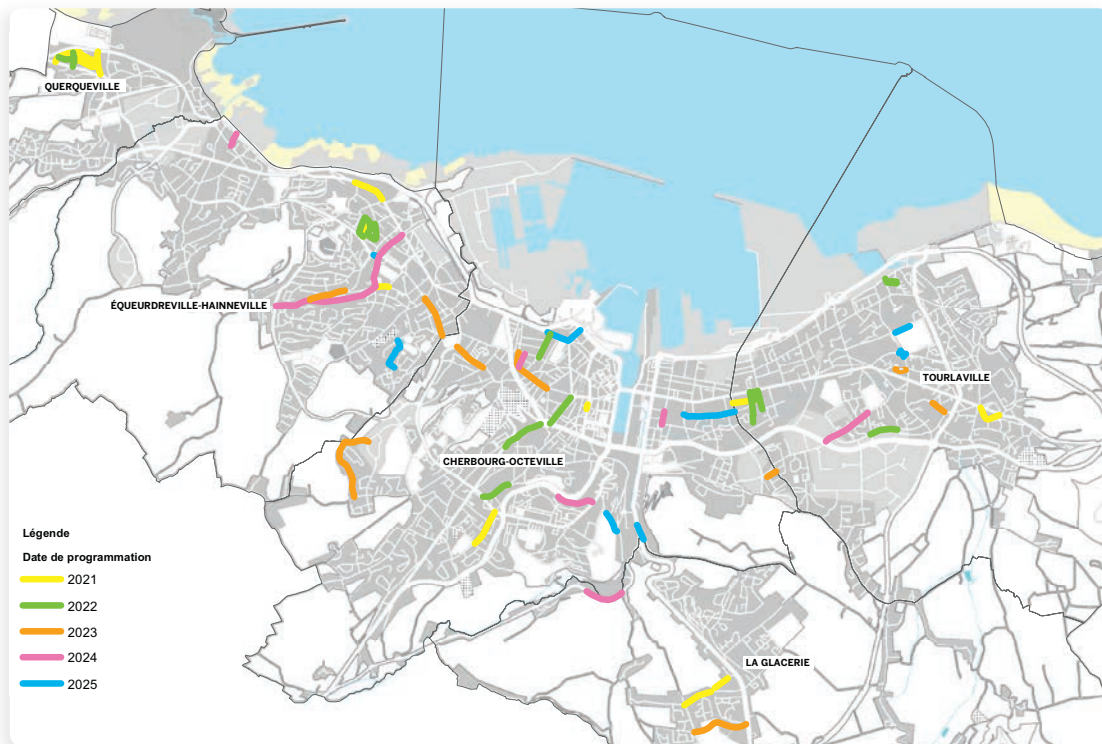 QUERQUEVILLE
ÉQUEURDREVILLE-HAINNEVILLE
TOURLAVILLE
CHERBOURG-OCTEVILLE
LA GLACERIE
Légende
Date de programmation
2021
2022
2023
2024
2025